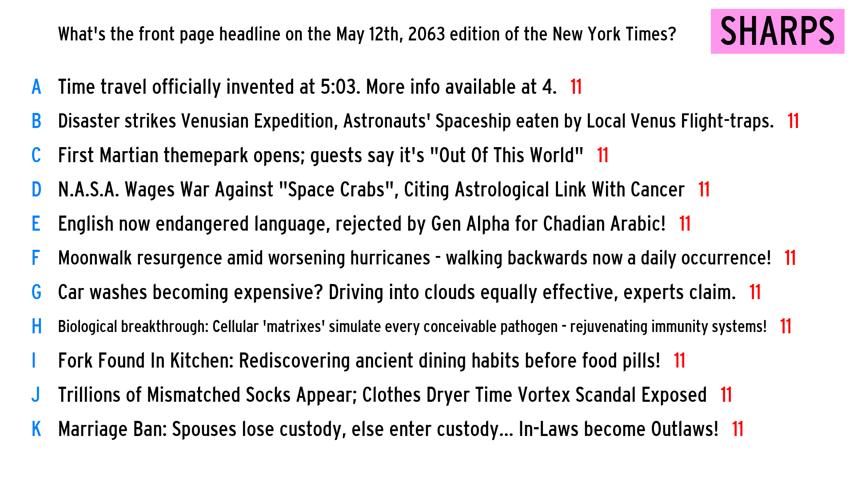 What's the front page headline on the May 12th, 2063 edition of the New York Times?
SHARPS
A Time travel officially invented at 5:03. More info available at 4. 11
B Disaster strikes Venusian Expedition, Astronauts' Spaceship eaten by Local Venus Flight-traps. 11
C First Martian themepark opens; guests say it's "Out Of This World" 11
D N.A.S.A. Wages War Against "Space Crabs", Citing Astrological Link With Cancer 11
E English now endangered language, rejected by Gen Alpha for Chadian Arabic! 11
F Moonwalk resurgence amid worsening hurricanes - walking backwards now a daily occurrence! 11
G Car washes becoming expensive? Driving into clouds equally effective, experts claim. 11
H Biological breakthrough: Cellular 'matrixes' simulate every conceivable pathogen - rejuvenating immunity systems! 11
I Fork Found In Kitchen: Rediscovering ancient dining habits before food pills! 11
J Trillions of Mismatched Socks Appear; Clothes Dryer Time Vortex Scandal Exposed 11
K Marriage Ban: Spouses lose custody, else enter custody... In-Laws become Outlaws! 11